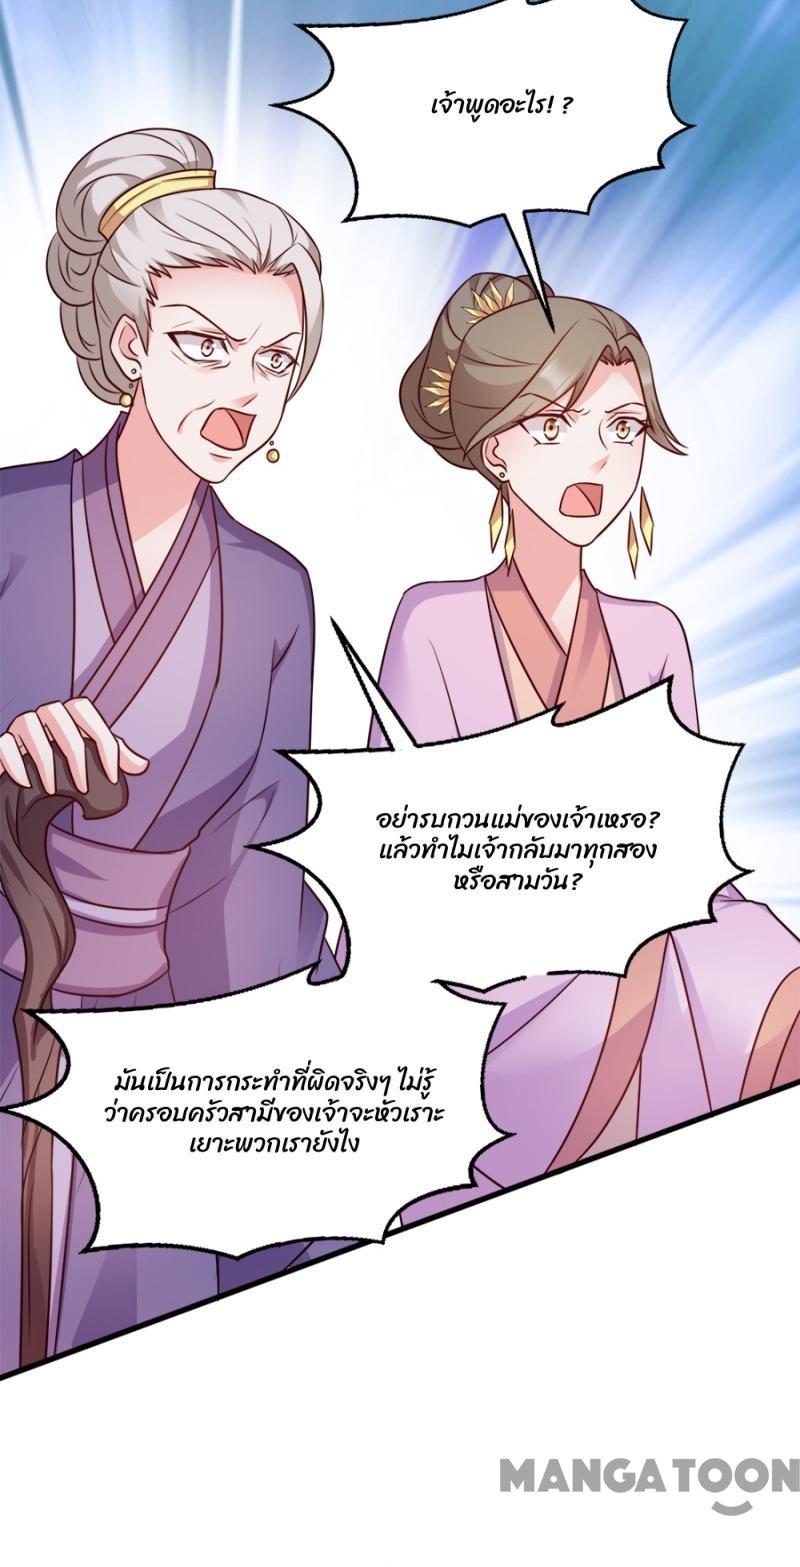 เจ้าพูดอะไร! ?
อย่ารบกวนแม่ของเจ้าเหรอ?
แล้วทำไมเจ้ากลับมาทุกสอง
หรือสามวัน?
มันเป็นการกระทำที่ผิดจริงๆ ไม่รู้
ว่าครอบครัวสามีของเจ้าจะหัวเราะ
เยาะพวกเรายังไง
MANGATOON